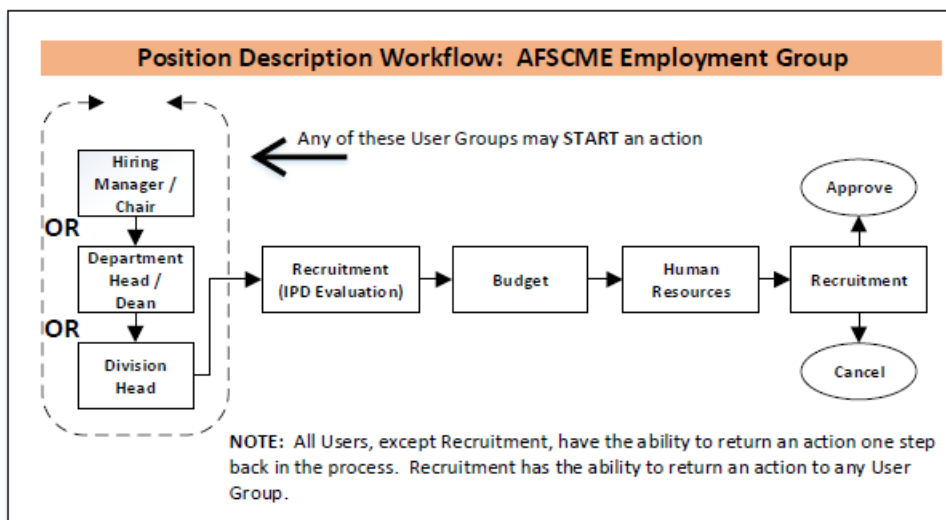 Position Description Workflow: AFSCME Employment Group
Any of these User Groups may START an action
Hiring
Manager /
Chair
OR
Department
Head /
Dean
OR
Division
Head
Recruitment
(IPD Evaluation)
Budget
Human
Resources
Recruitment
Approve
Cancel
NOTE: All Users, except Recruitment, have the ability to return an action one step
back in the process. Recruitment has the ability to return an action to any User
Group.